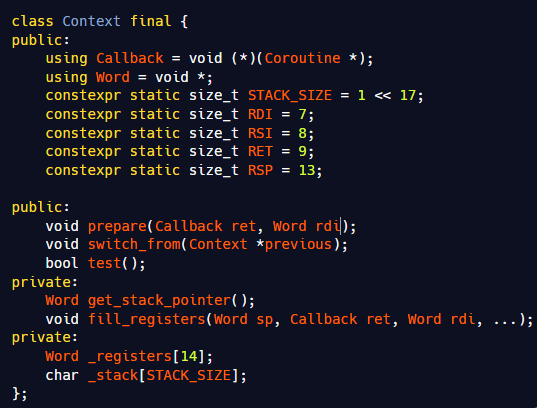 class Context final {
public:
    using Callback = void (*)(Coroutine *);
    using Word = void *;
    constexpr static size_t STACK_SIZE = 1 << 17;
    constexpr static size_t RDI = 7;
    constexpr static size_t RSI = 8;
    constexpr static size_t RET = 9;
    constexpr static size_t RSP = 13;

public:
    void prepare(Callback ret, Word rdi);
    void switch_from(Context *previous);
    bool test();
private:
    Word get_stack_pointer();
    void fill_registers(Word sp, Callback ret, Word rdi, ...);
private:
    Word _registers[14];
    char _stack[STACK_SIZE];
};